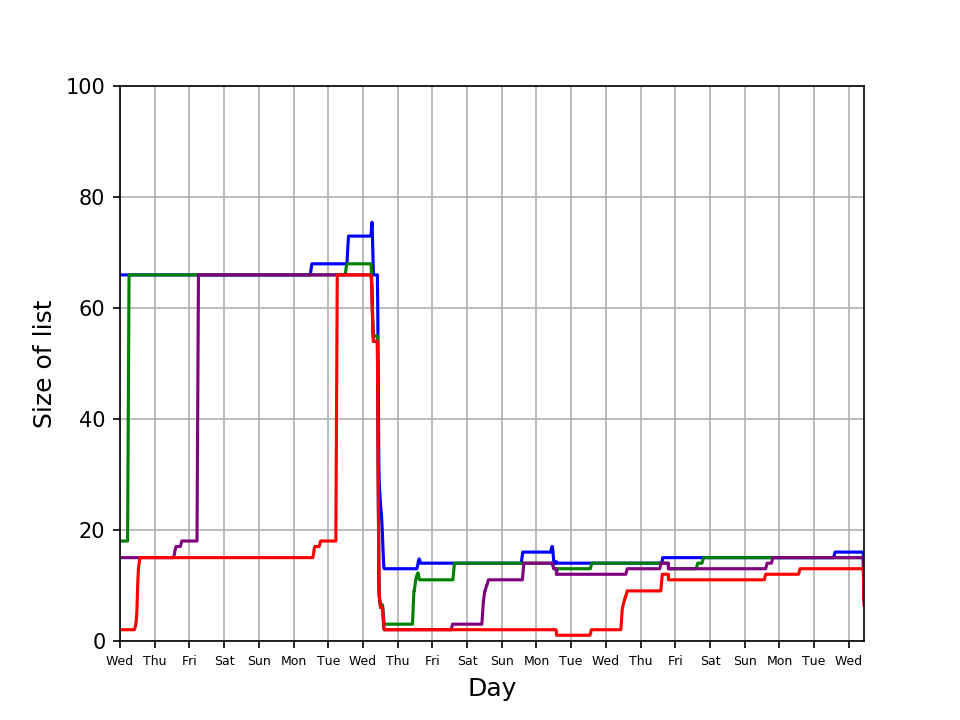 100
80
60
40
20
0
Size of list
Wed Thu Fri Sat Sun Mon Tue Wed Thu Fri Sat Sun Mon Tue Wed Thu Fri Sat Sun Mon Tue Wed
Day